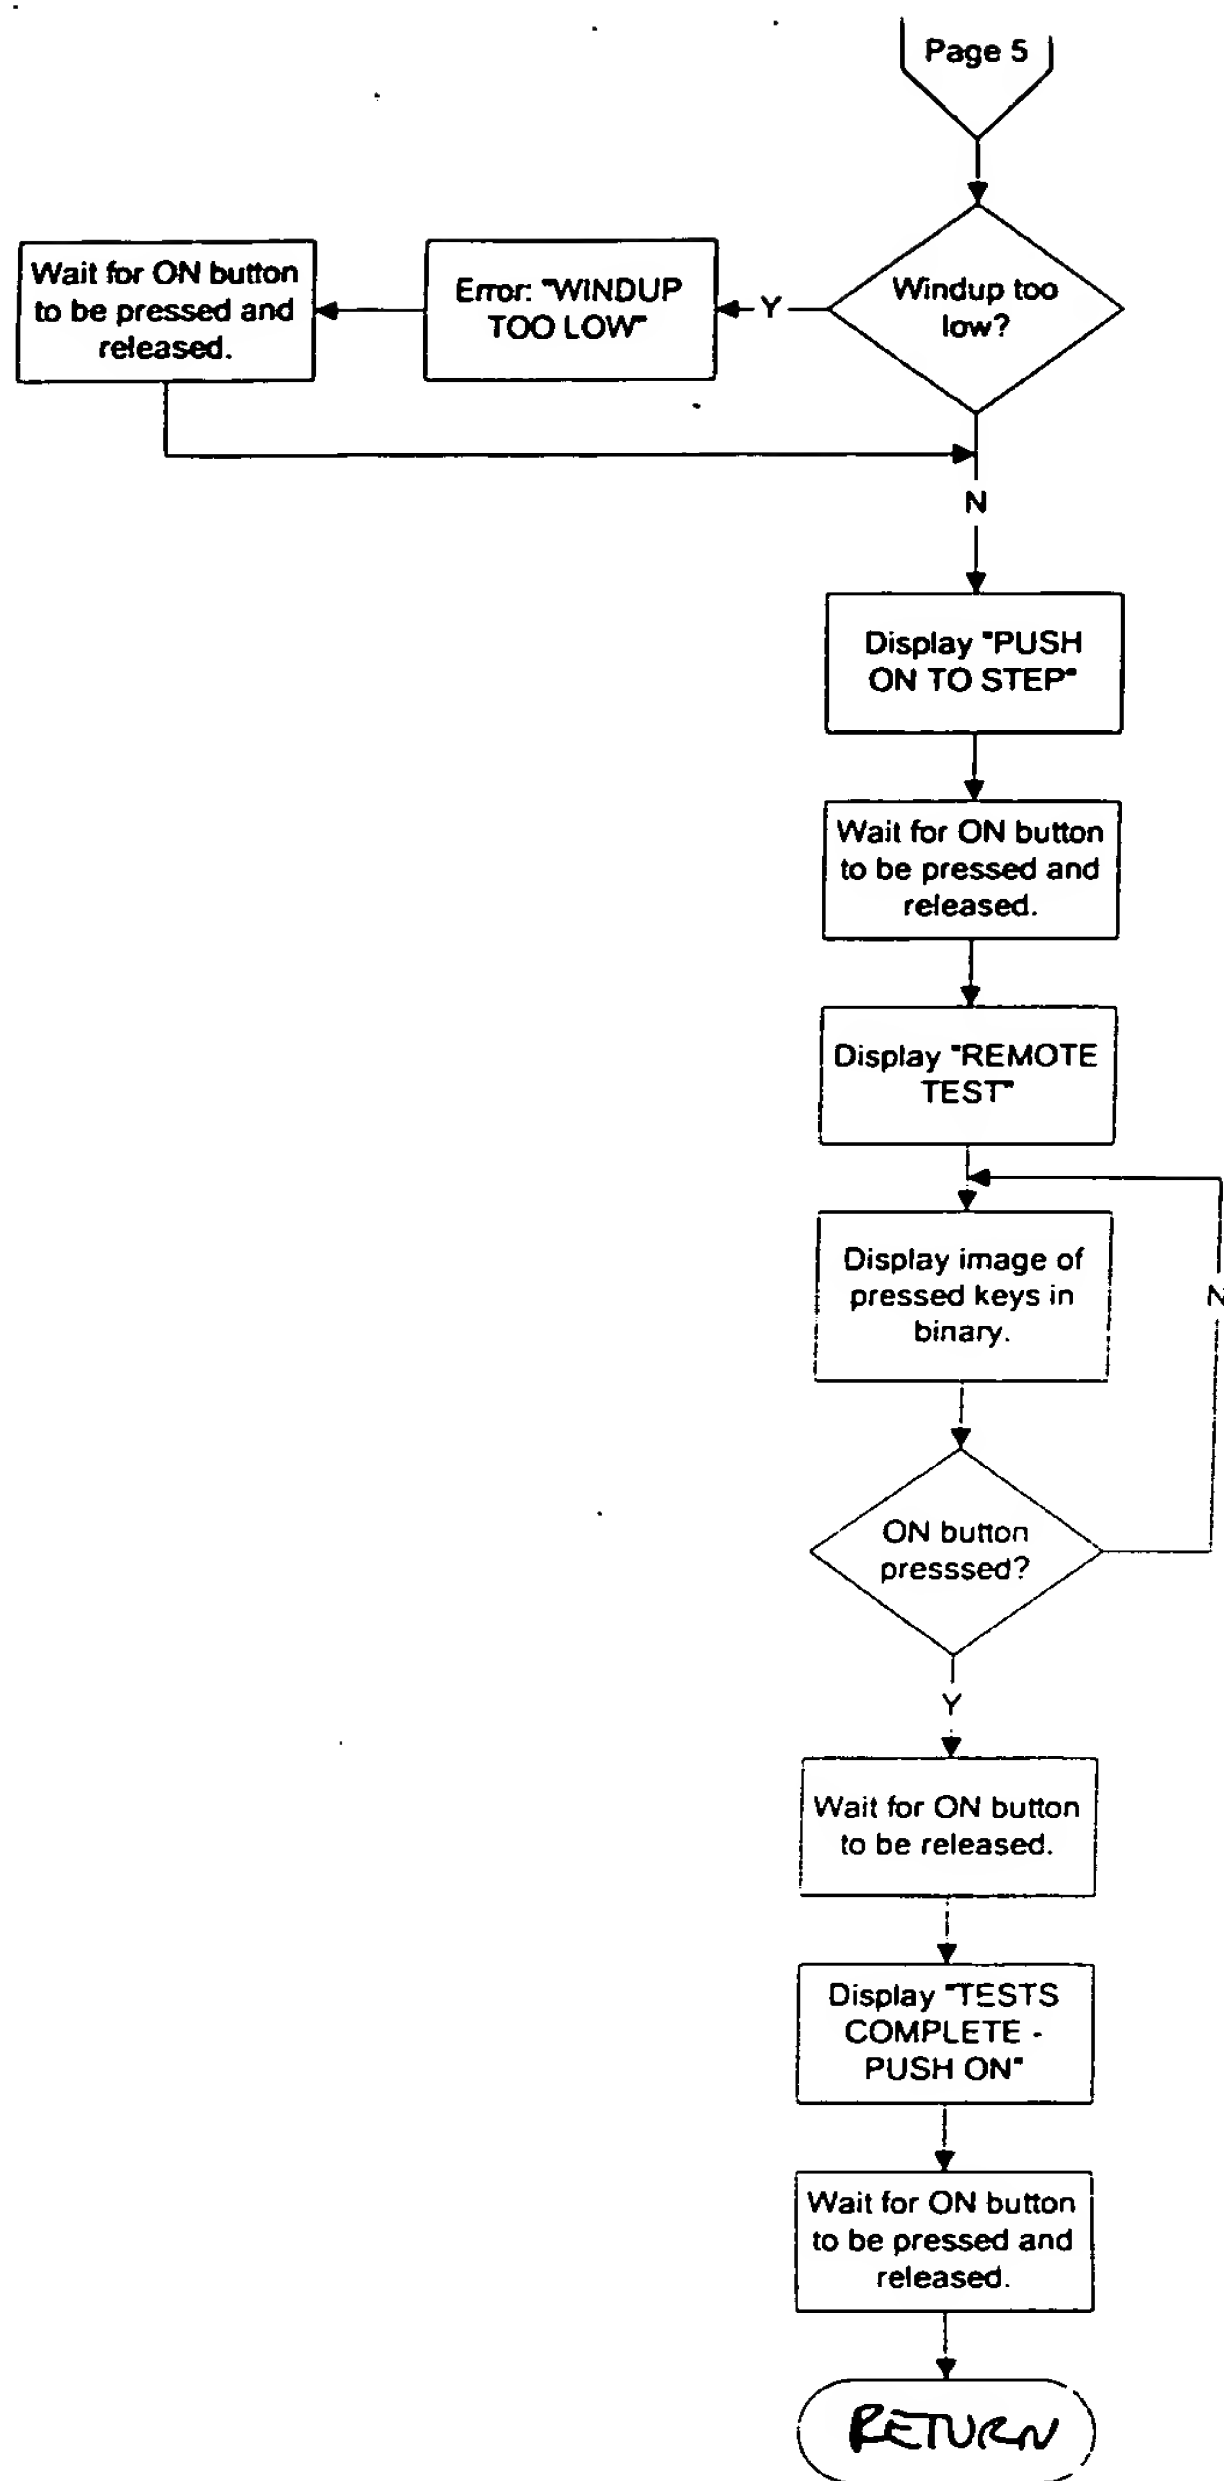 Page 5
Windup too
low?
Y
Error: "WINDUP
TOO LOW"
Wait for ON button
to be pressed and
released.
N
Display "PUSH
ON TO STEP"
Wait for ON button
to be pressed and
released.
Display "REMOTE
TEST"
Display image of
pressed keys in
binary.
N
ON button
presssed?
Y
Wait for ON button
to be released.
Display "TESTS
COMPLETE -
PUSH ON"
Wait for ON button
to be pressed and
released.
RETURN